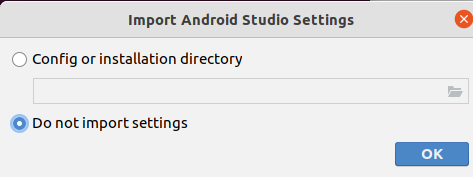 Import Android Studio Settings
Config or installation directory
Do not import settings
OK